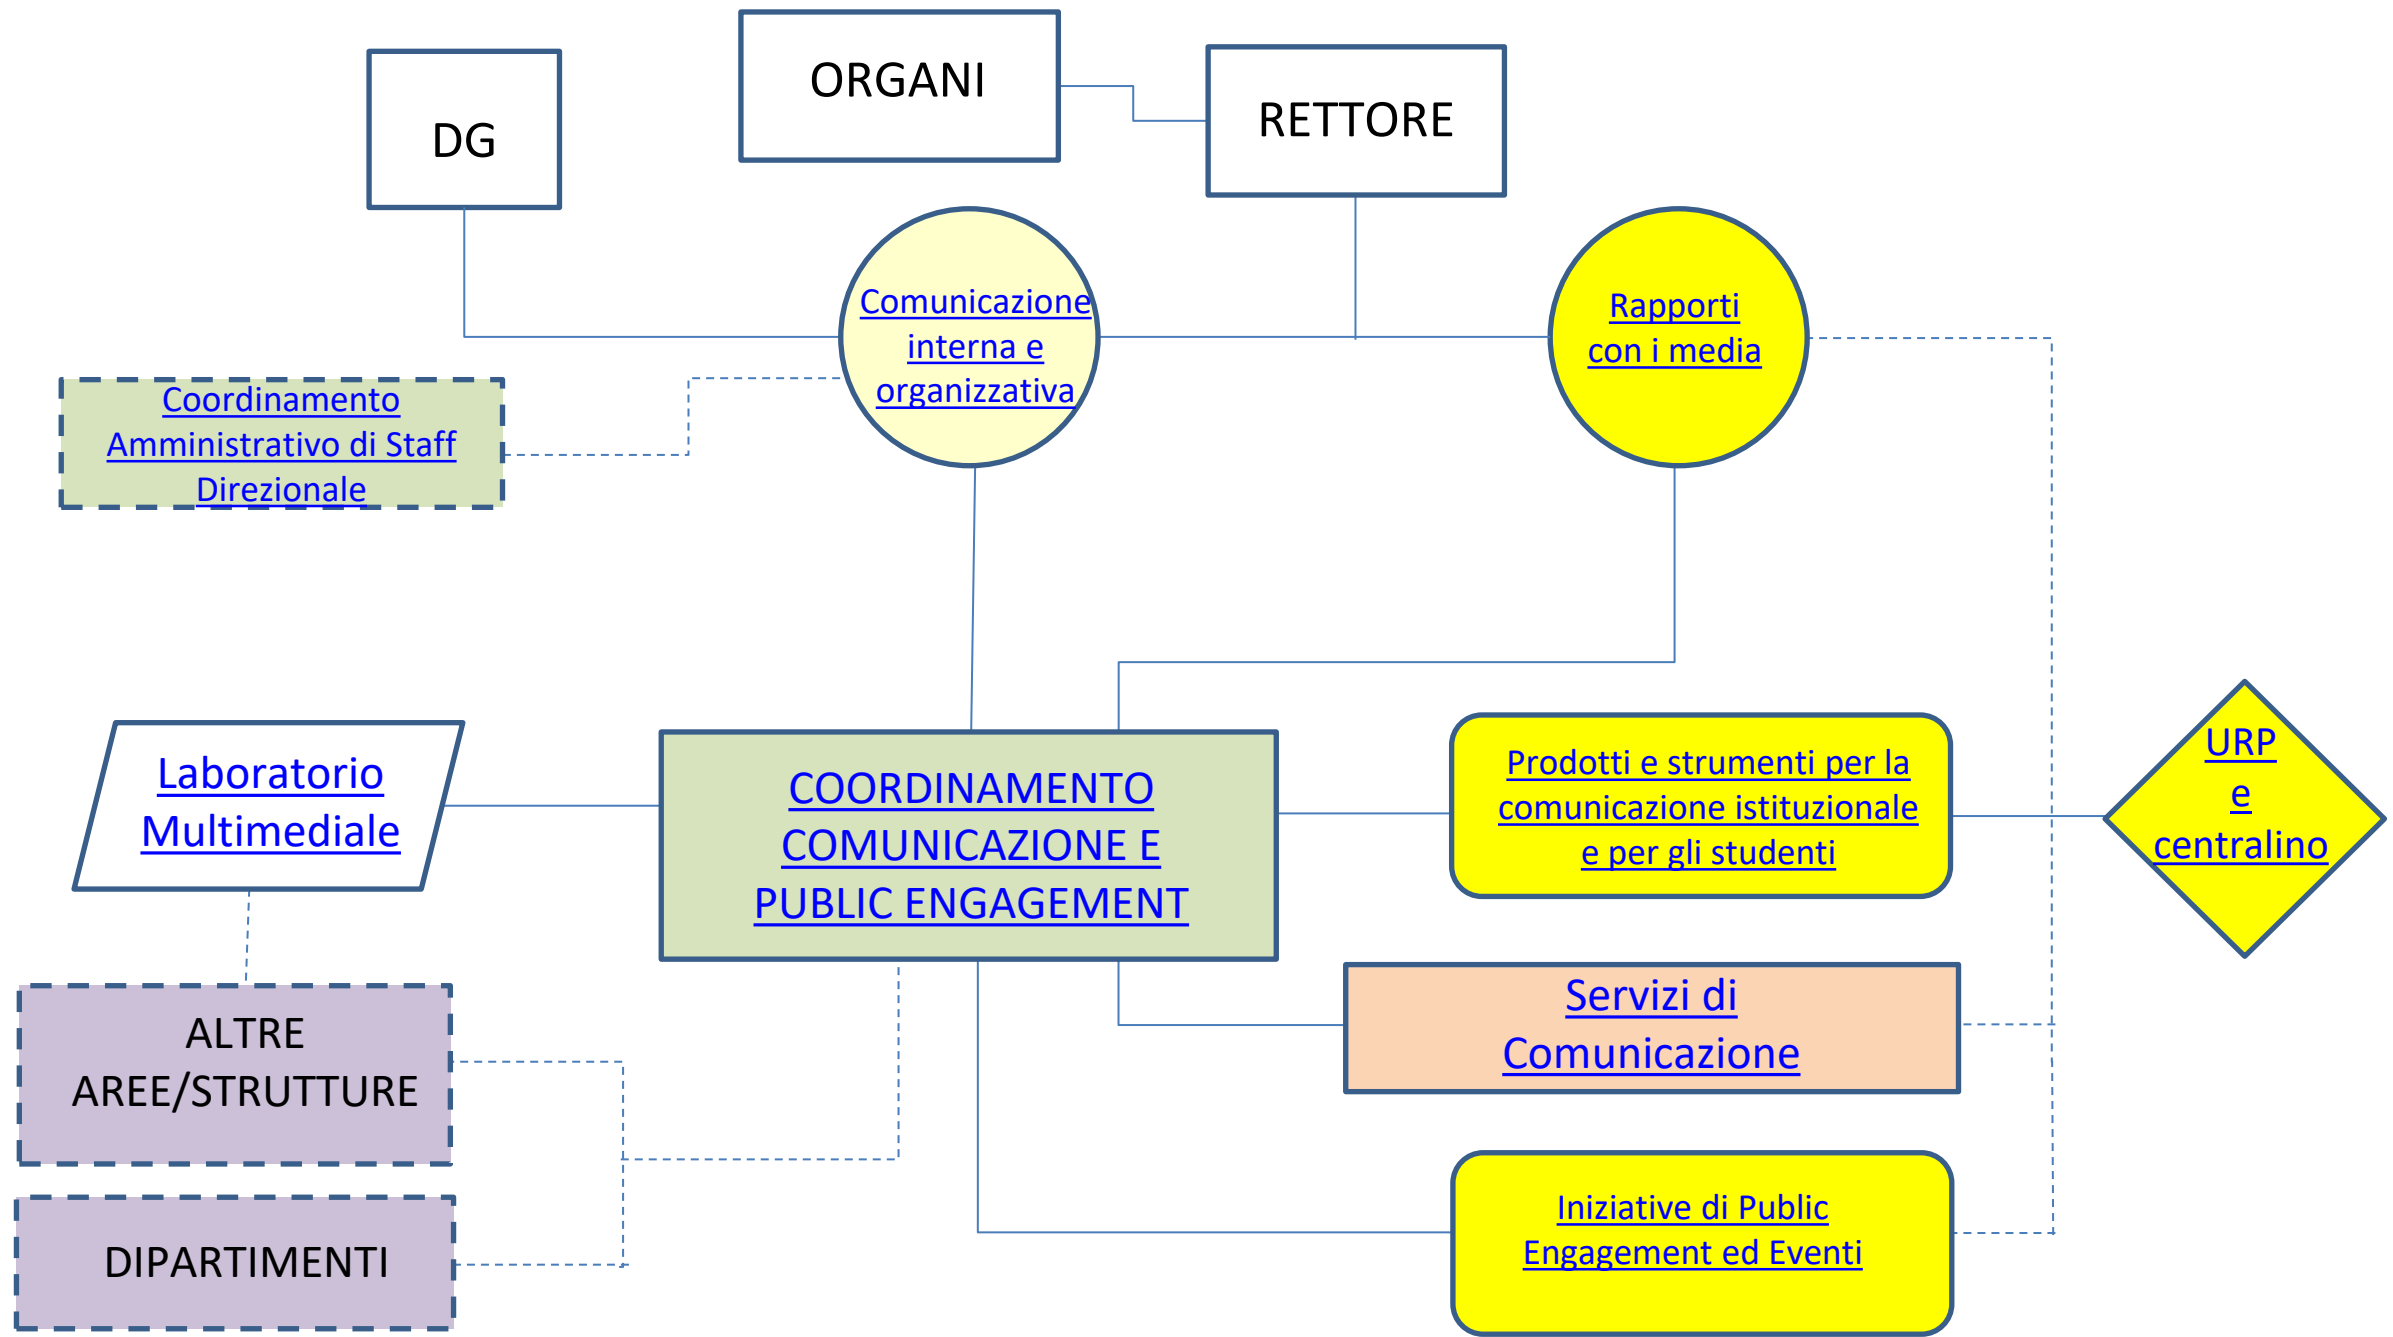 ORGANI
RETTORE
DG
Comunicazione
interna e
organizzativa
Rapporti
con i media
Coordinamento
Amministrativo di Staff
Direzionale
Laboratorio
Multimediale
COORDINAMENTO
COMUNICAZIONE E
PUBLIC ENGAGEMENT
Prodotti e strumenti per la
comunicazione istituzionale
e per gli studenti
URP
e
centralino
ALTRE
AREE/STRUTTURE
Servizi di
Comunicazione
DIPARTIMENTI
Iniziative di Public
Engagement ed Eventi